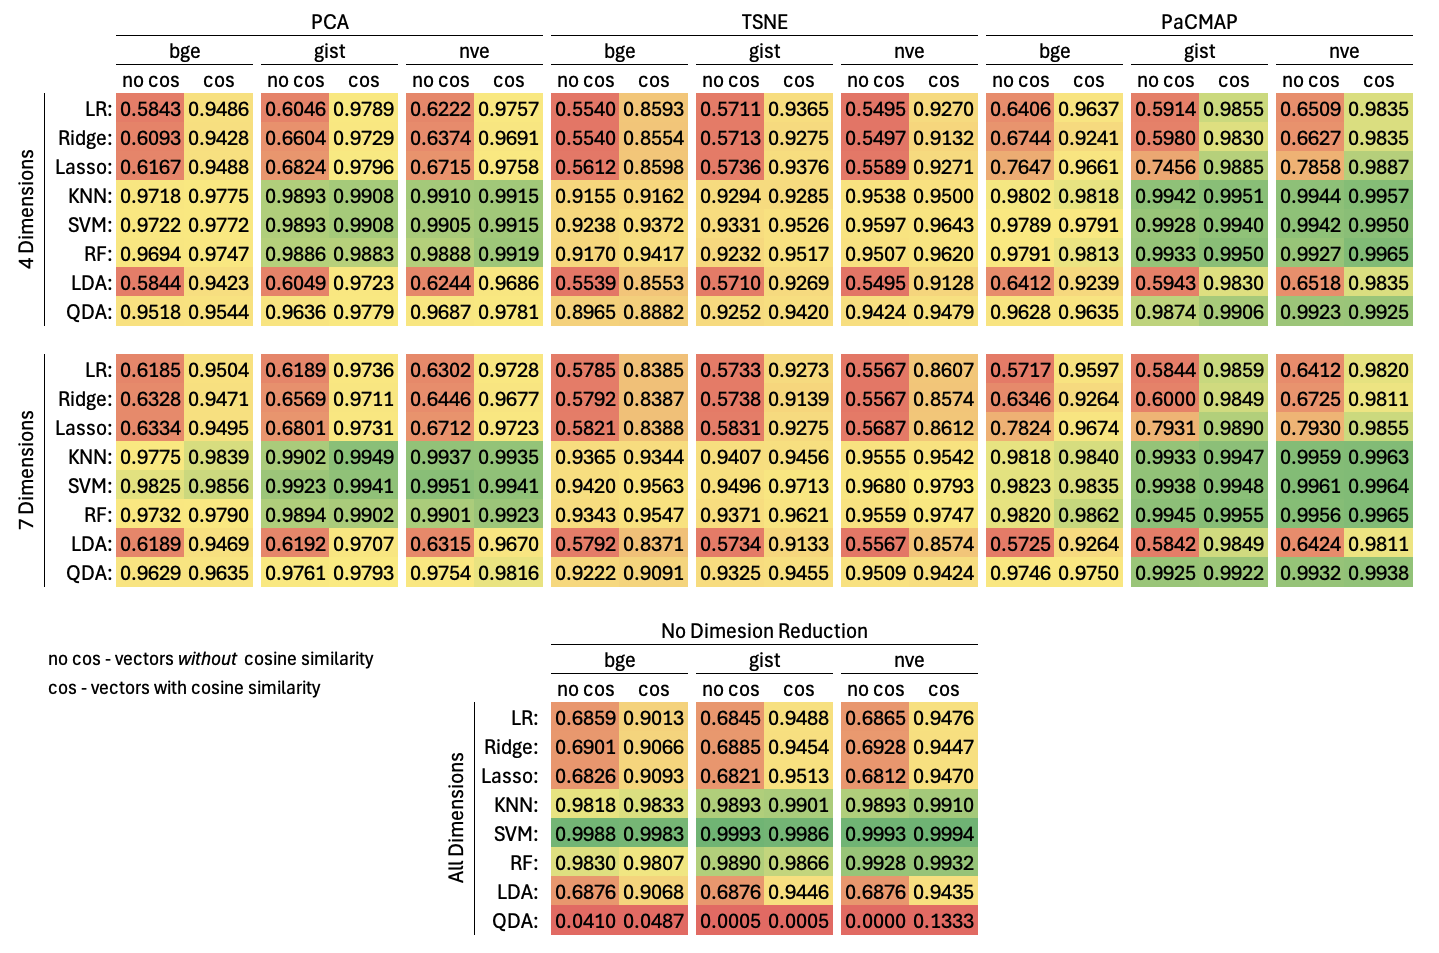 PCA TSNE PaCMAP
bge gist nve bge gist nve bge gist nve
no cos cos no cos cos no cos cos no cos cos no cos cos no cos cos no cos cos no cos cos no cos cos
4 Dimensions
LR: 0.5843 0.9486 0.6046 0.9789 0.6222 0.9757 0.5540 0.8593 0.5711 0.9365 0.5495 0.9270 0.6406 0.9637 0.5914 0.9855 0.6509 0.9835
Ridge: 0.6093 0.9428 0.6604 0.9729 0.6374 0.9691 0.5540 0.8554 0.5713 0.9275 0.5497 0.9132 0.6744 0.9241 0.5980 0.9830 0.6627 0.9835
Lasso: 0.6167 0.9488 0.6824 0.9796 0.6715 0.9758 0.5612 0.8598 0.5736 0.9376 0.5589 0.9271 0.7647 0.9661 0.7456 0.9885 0.7858 0.9887
KNN: 0.9718 0.9775 0.9893 0.9908 0.9910 0.9915 0.9155 0.9162 0.9294 0.9285 0.9538 0.9500 0.9802 0.9818 0.9942 0.9951 0.9944 0.9957
SVM: 0.9722 0.9772 0.9893 0.9908 0.9905 0.9915 0.9238 0.9372 0.9331 0.9526 0.9597 0.9643 0.9789 0.9791 0.9928 0.9940 0.9942 0.9950
RF: 0.9694 0.9747 0.9886 0.9883 0.9888 0.9919 0.9170 0.9417 0.9232 0.9517 0.9507 0.9620 0.9791 0.9813 0.9933 0.9950 0.9927 0.9965
LDA: 0.5844 0.9423 0.6049 0.9723 0.6244 0.9686 0.5539 0.8553 0.5710 0.9269 0.5495 0.9128 0.6412 0.9239 0.5943 0.9830 0.6518 0.9835
QDA: 0.9518 0.9544 0.9636 0.9779 0.9687 0.9781 0.8965 0.8882 0.9252 0.9420 0.9424 0.9479 0.9628 0.9635 0.9874 0.9906 0.9923 0.9925
7 Dimensions
LR: 0.6185 0.9504 0.6189 0.9736 0.6302 0.9728 0.5785 0.8385 0.5733 0.9273 0.5567 0.8607 0.5717 0.9597 0.5844 0.9859 0.6412 0.9820
Ridge: 0.6328 0.9471 0.6569 0.9711 0.6446 0.9677 0.5792 0.8387 0.5738 0.9139 0.5567 0.8574 0.6346 0.9264 0.6000 0.9849 0.6725 0.9811
Lasso: 0.6334 0.9495 0.6801 0.9731 0.6712 0.9723 0.5821 0.8388 0.5831 0.9275 0.5687 0.8612 0.7824 0.9674 0.7931 0.9890 0.7930 0.9855
KNN: 0.9775 0.9839 0.9902 0.9949 0.9937 0.9935 0.9365 0.9344 0.9407 0.9456 0.9555 0.9542 0.9818 0.9840 0.9933 0.9947 0.9959 0.9963
SVM: 0.9825 0.9856 0.9923 0.9941 0.9951 0.9941 0.9420 0.9563 0.9496 0.9713 0.9680 0.9793 0.9823 0.9835 0.9938 0.9948 0.9961 0.9964
RF: 0.9732 0.9790 0.9894 0.9902 0.9901 0.9923 0.9343 0.9547 0.9371 0.9621 0.9559 0.9747 0.9820 0.9862 0.9945 0.9955 0.9956 0.9965
LDA: 0.6189 0.9469 0.6192 0.9707 0.6315 0.9670 0.5792 0.8371 0.5734 0.9133 0.5567 0.8574 0.5725 0.9264 0.5842 0.9849 0.6424 0.9811
QDA: 0.9629 0.9635 0.9761 0.9793 0.9754 0.9816 0.9222 0.9091 0.9325 0.9455 0.9509 0.9424 0.9746 0.9750 0.9925 0.9922 0.9932 0.9938
no cos - vectors without cosine similarity
cos - vectors with cosine similarity
No Dimesion Reduction
bge gist nve
no cos cos no cos cos no cos cos
All Dimensions
LR: 0.6859 0.9013 0.6845 0.9488 0.6865 0.9476
Ridge: 0.6901 0.9066 0.6885 0.9454 0.6928 0.9447
Lasso: 0.6826 0.9093 0.6821 0.9513 0.6812 0.9470
KNN: 0.9818 0.9833 0.9893 0.9901 0.9893 0.9910
SVM: 0.9988 0.9983 0.9993 0.9986 0.9993 0.9994
RF: 0.9830 0.9807 0.9890 0.9866 0.9928 0.9932
LDA: 0.6876 0.9068 0.6876 0.9446 0.6876 0.9435
QDA: 0.0410 0.0487 0.0005 0.0005 0.0000 0.1333